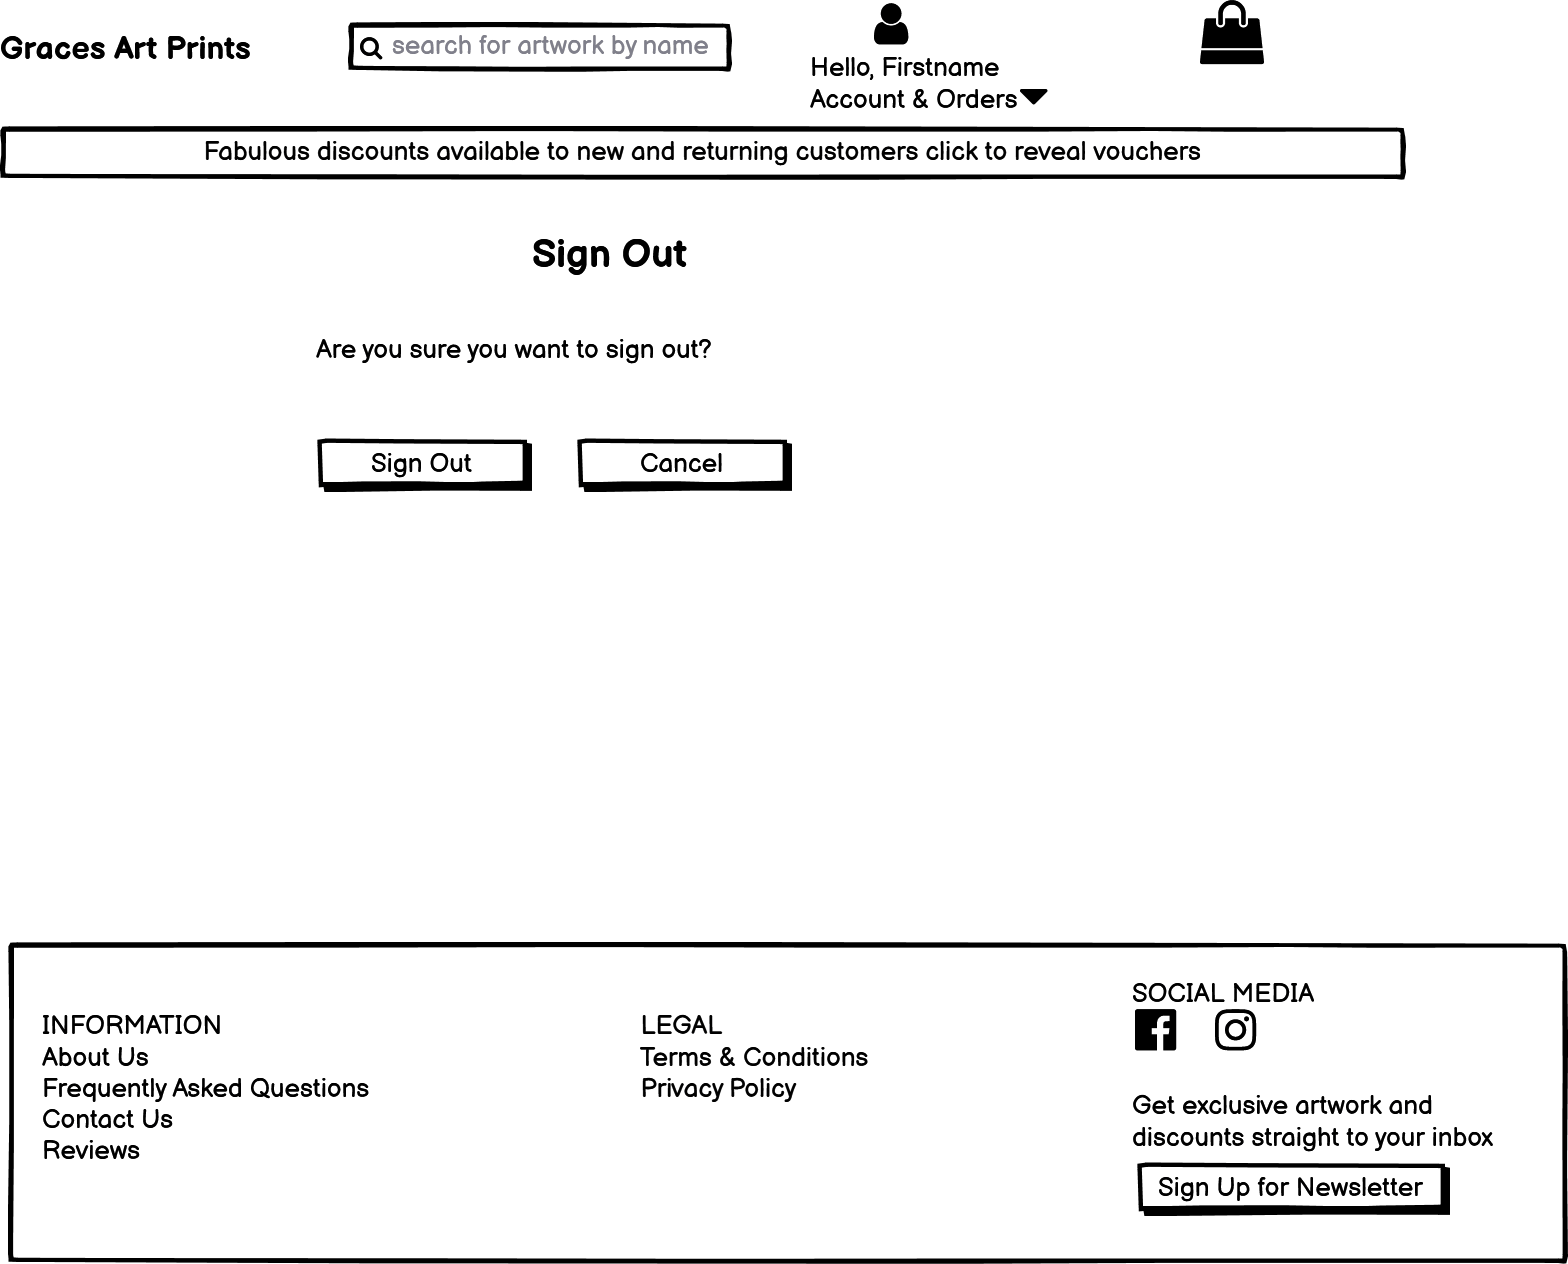 Graces Art Prints
search for artwork by name
Hello, Firstname
Account & Orders
Fabulous discounts available to new and returning customers click to reveal vouchers
Sign Out
Are you sure you want to sign out?
Sign Out
Cancel
INFORMATION
About Us
Frequently Asked Questions
Contact Us
Reviews
LEGAL
Terms & Conditions
Privacy Policy
SOCIAL MEDIA
Get exclusive artwork and
discounts straight to your inbox
Sign Up for Newsletter